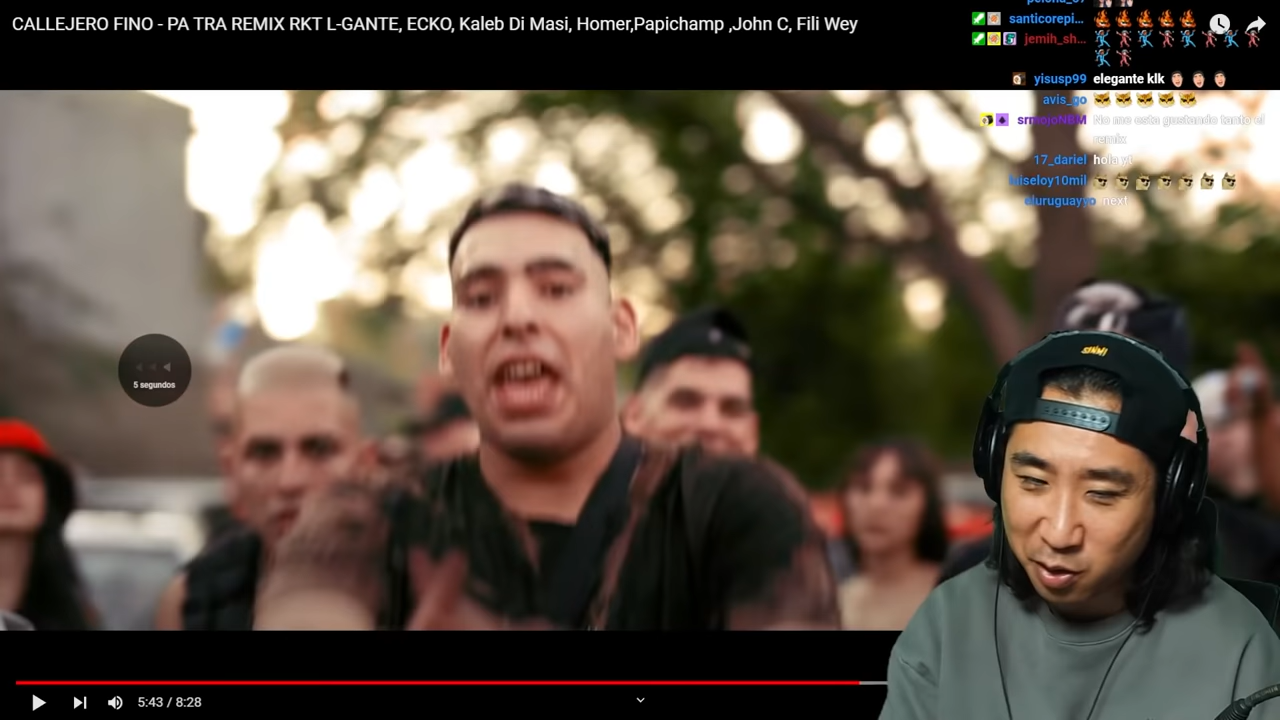 CALLEJERO FINO - PA TRA REMIX RKT L-GANTE, ECKO, Kaleb Di Masi, Homer,Papichamp ,John C, Fili Wey
santicorepi...
jemih_sh...
yisusp99 elegante klk
avis_go
srmojoNBM No me esta gustando tanto el
remix
17_dariel hola yt
luiseloy10mil
eluruguayyo next
5 segundos
5:43 / 8:28